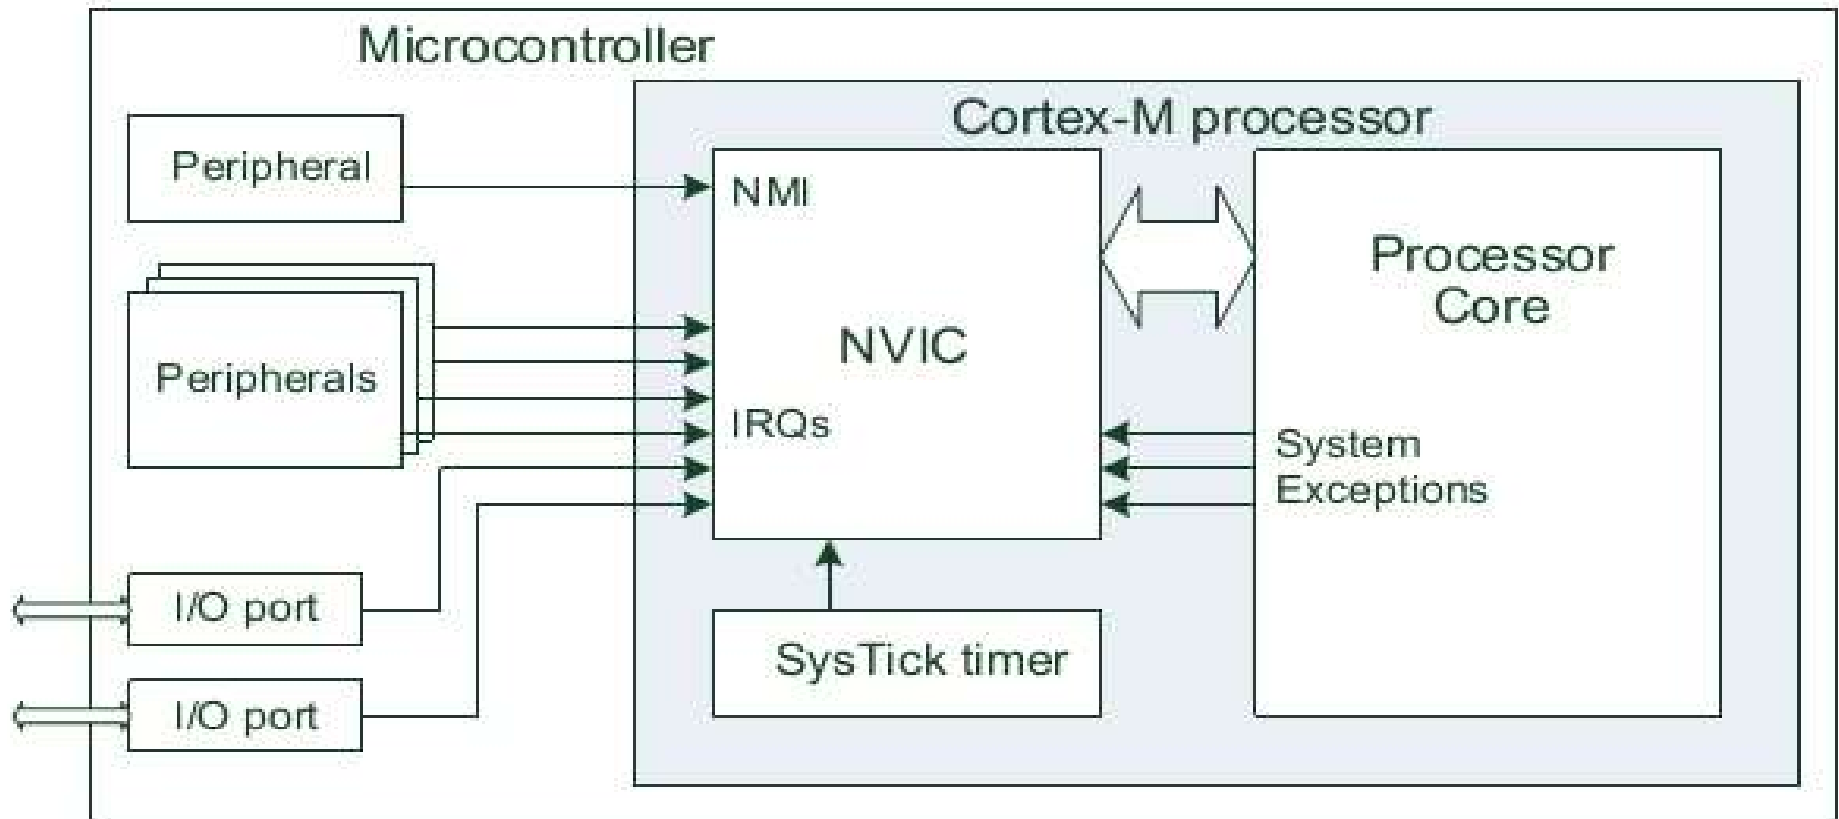 Microcontroller
Cortex-M processor
Peripheral
NMI
Processor
Core
NVIC
Peripherals
IRQs
System
Exceptions
I/O port
SysTick timer
I/O port